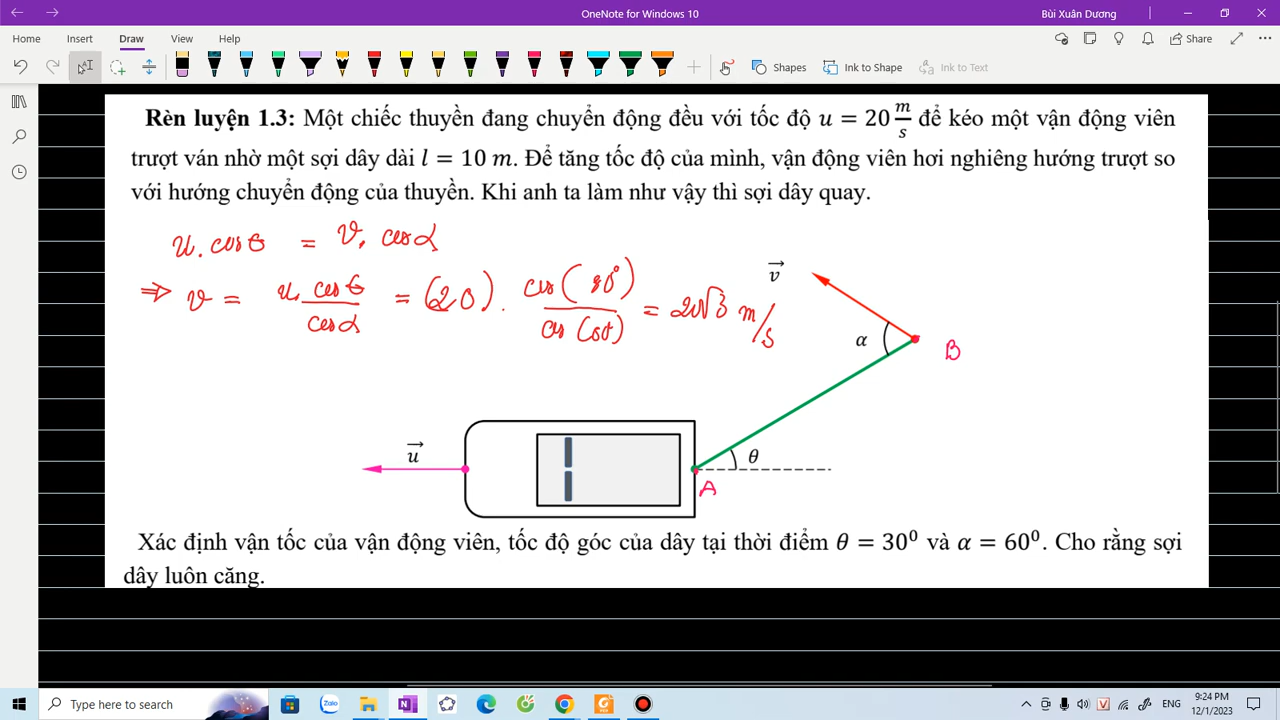 OneNote for Windows 10
Bùi Xuân Dương
Home Insert Draw View Help
Share
Shapes Ink to Shape Ink to Text
Rèn luyện 1.3: Một chiếc thuyền đang chuyển động đều với tốc độ u = 20 m/s để kéo một vận động viên
trượt ván nhờ một sợi dây dài l = 10 m. Để tăng tốc độ của mình, vận động viên hơi nghiêng hướng trượt so
với hướng chuyển động của thuyền. Khi anh ta làm như vậy thì sợi dây quay.
u. cosθ = v. cosα
⇒ v = u. cosθ / cosα = (20). cos(30°) / cos(60°) = 20√3 m/s
v⃗
α
B
u⃗
θ
A
Xác định vận tốc của vận động viên, tốc độ góc của dây tại thời điểm θ = 30⁰ và α = 60⁰. Cho rằng sợi
dây luôn căng.
Type here to search
Zalo
ENG
9:24 PM
12/1/2023